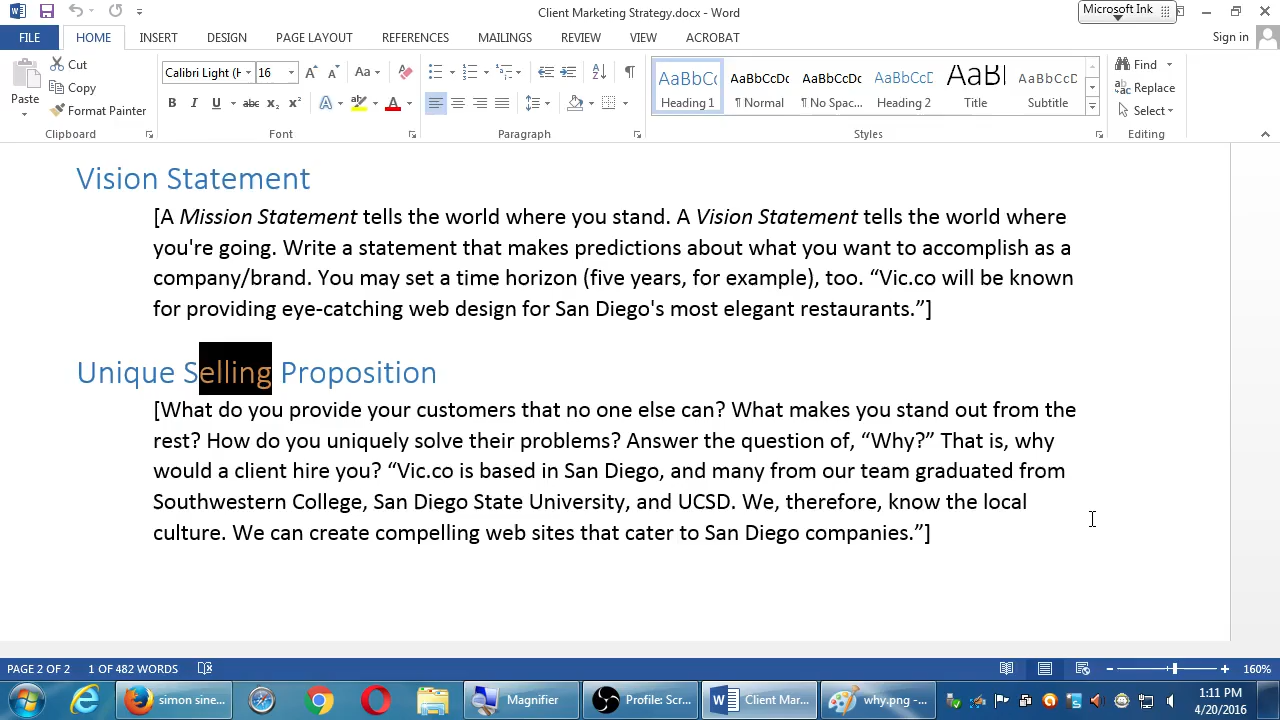 Client Marketing Strategy.docx - Word
Microsoft Ink
FILE HOME INSERT DESIGN PAGE LAYOUT REFERENCES MAILINGS REVIEW VIEW ACROBAT Sign in
Paste
Cut
Copy
Format Painter
Calibri Light (H 16
AaBbCc AaBbCcDc AaBbCcDc AaBbCcD AaBl AaBbCcD
Heading 1 ¶ Normal ¶ No Spac... Heading 2 Title Subtitle
Find
Replace
Select
Clipboard Font Paragraph Styles Editing
Vision Statement
[A Mission Statement tells the world where you stand. A Vision Statement tells the world where
you're going. Write a statement that makes predictions about what you want to accomplish as a
company/brand. You may set a time horizon (five years, for example), too. “Vic.co will be known
for providing eye-catching web design for San Diego's most elegant restaurants.”]
Unique Selling Proposition
[What do you provide your customers that no one else can? What makes you stand out from the
rest? How do you uniquely solve their problems? Answer the question of, “Why?” That is, why
would a client hire you? “Vic.co is based in San Diego, and many from our team graduated from
Southwestern College, San Diego State University, and UCSD. We, therefore, know the local
culture. We can create compelling web sites that cater to San Diego companies.”]
PAGE 2 OF 2 1 OF 482 WORDS 160%
simon sine... Magnifier Profile: Scr... Client Mar... why.png -...
1:11 PM
4/20/2016